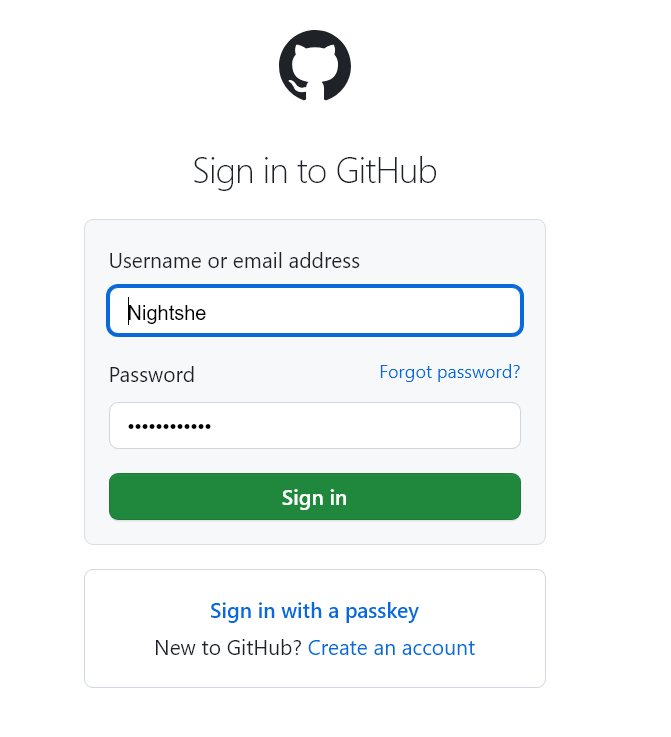 Sign in to GitHub
Username or email address
Nightshe
Password Forgot password?
••••••••••••
Sign in
Sign in with a passkey
New to GitHub? Create an account